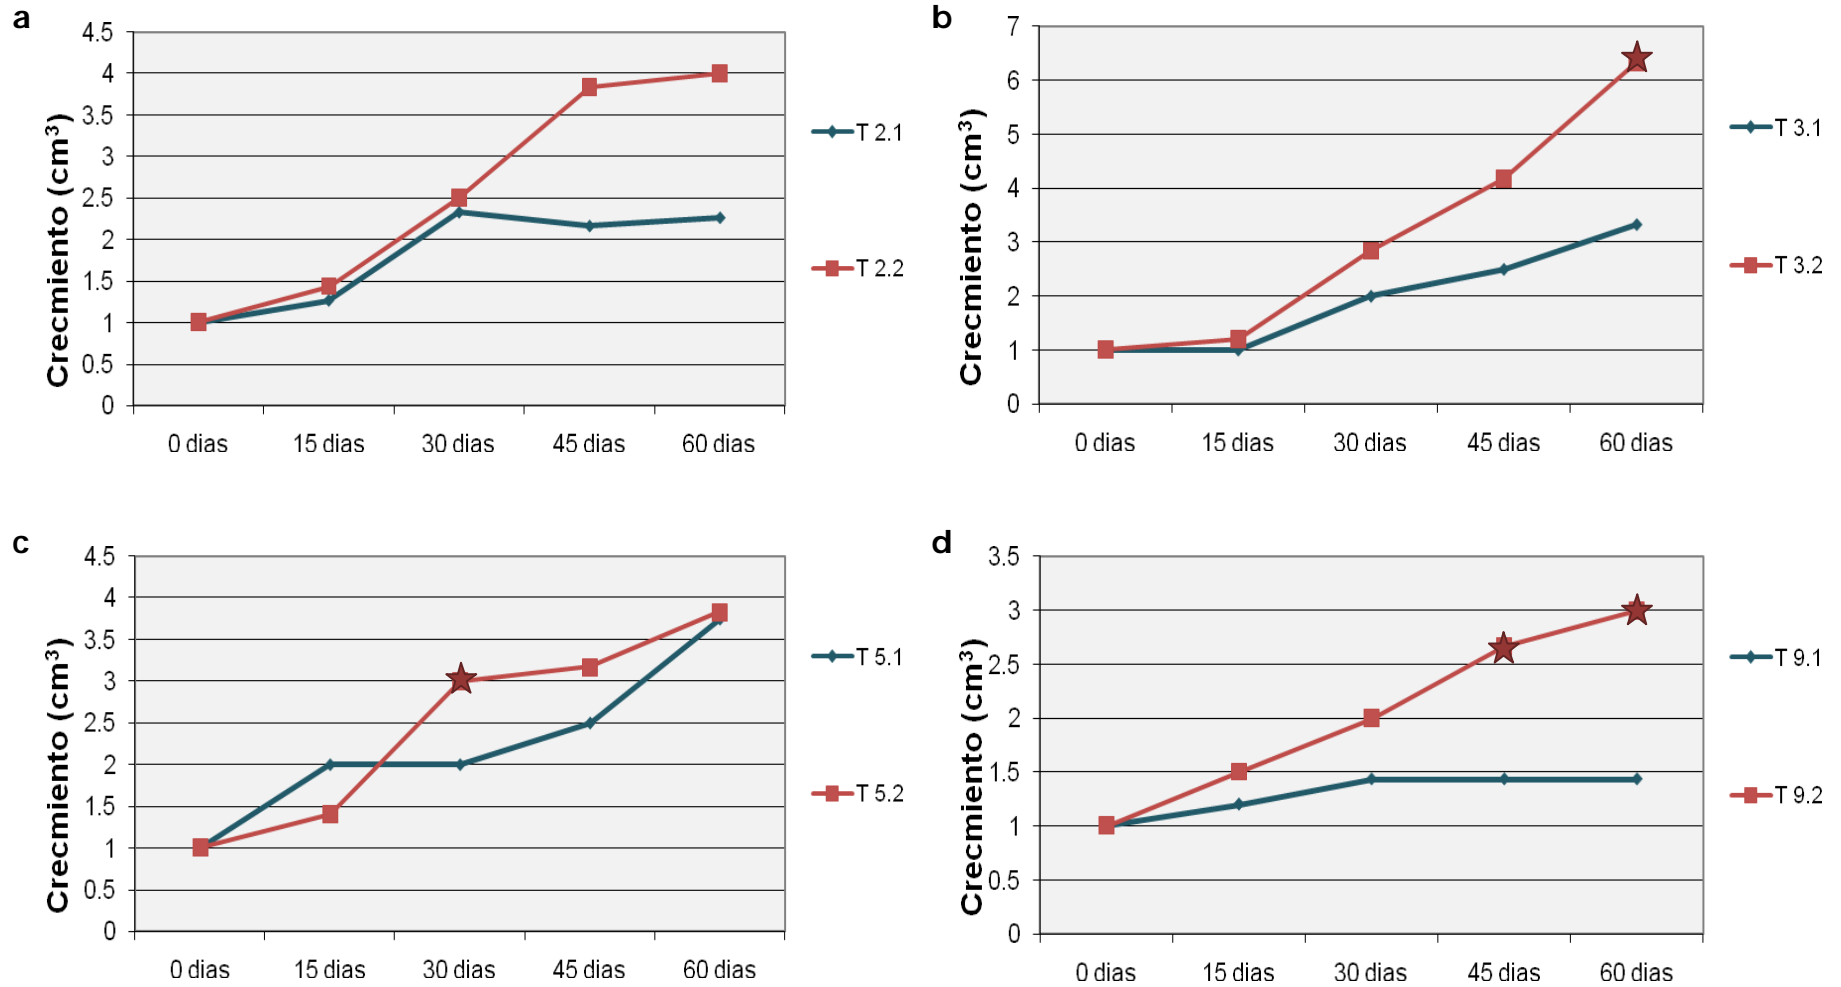 a
Crecmiento (cm³)
4.5
4
3.5
3
2.5
2
1.5
1
0.5
0
0 dias 15 dias 30 dias 45 dias 60 dias
T 2.1
T 2.2
b
Crecmiento (cm³)
7
6
5
4
3
2
1
0
0 dias 15 dias 30 dias 45 dias 60 dias
T 3.1
T 3.2
c
Crecmiento (cm³)
4.5
4
3.5
3
2.5
2
1.5
1
0.5
0
0 dias 15 dias 30 dias 45 dias 60 dias
T 5.1
T 5.2
d
Crecmiento (cm³)
3.5
3
2.5
2
1.5
1
0.5
0
0 dias 15 dias 30 dias 45 dias 60 dias
T 9.1
T 9.2